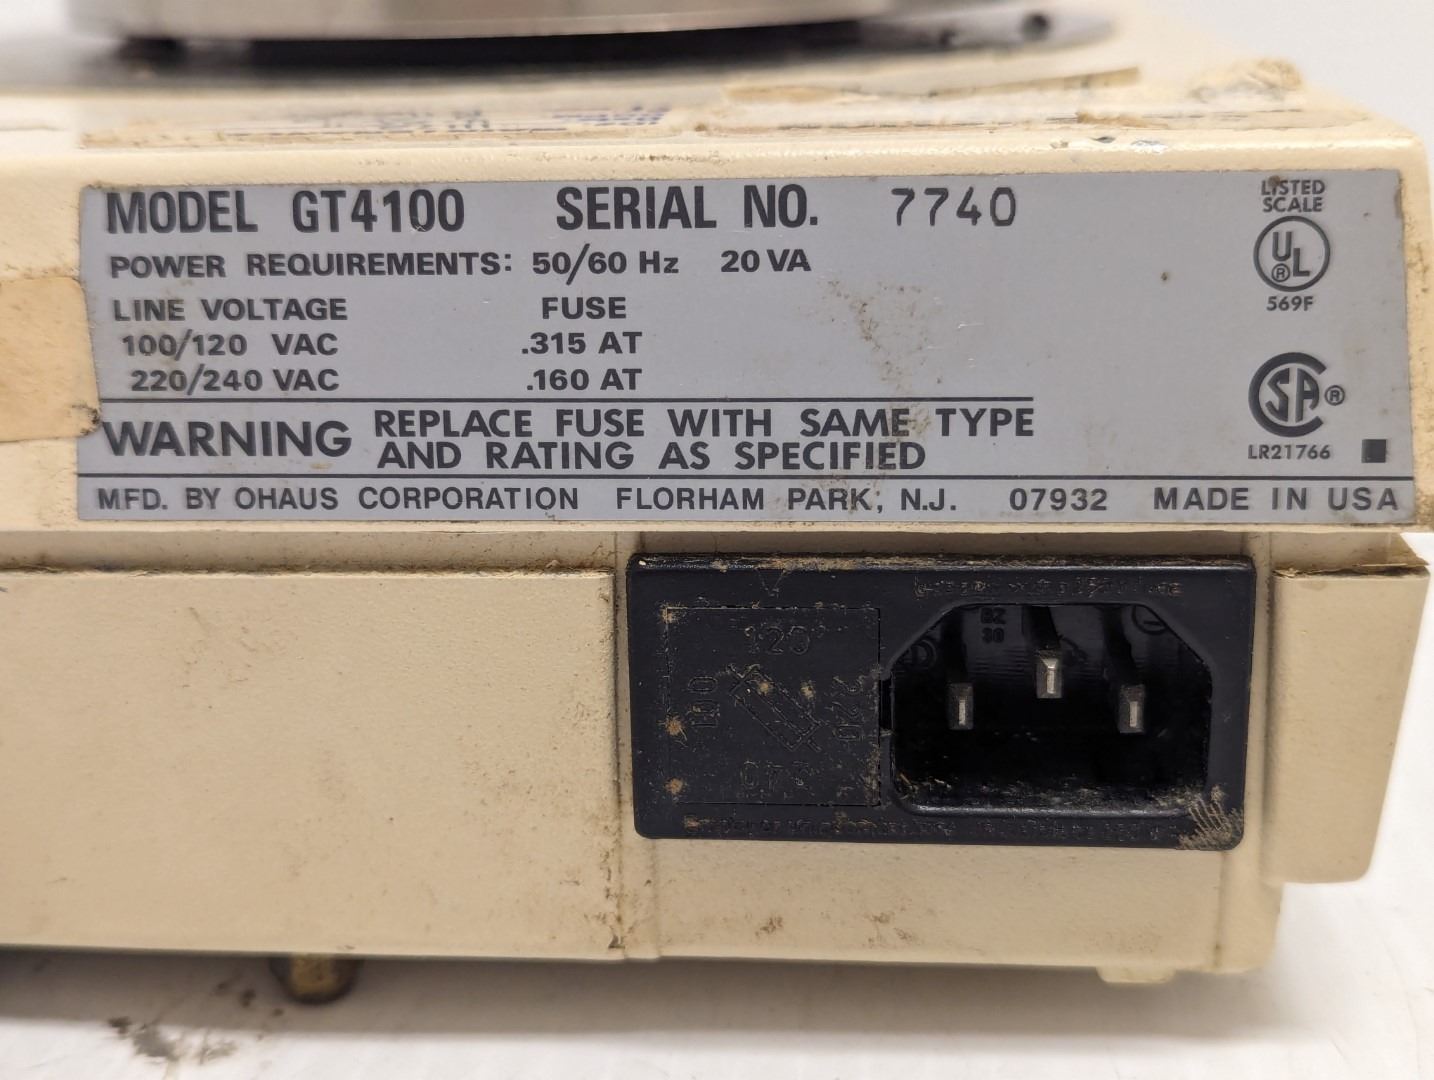 MODEL GT4100 SERIAL NO. 7740
POWER REQUIREMENTS: 50/60 Hz 20 VA
LINE VOLTAGE FUSE
100/120 VAC .315 AT
220/240 VAC .160 AT
WARNING REPLACE FUSE WITH SAME TYPE
AND RATING AS SPECIFIED
MFD. BY OHAUS CORPORATION FLORHAM PARK, N.J. 07932 MADE IN USA
LISTED
SCALE
UL ®
569F
CSA ®
LR21766
120
100
220
240